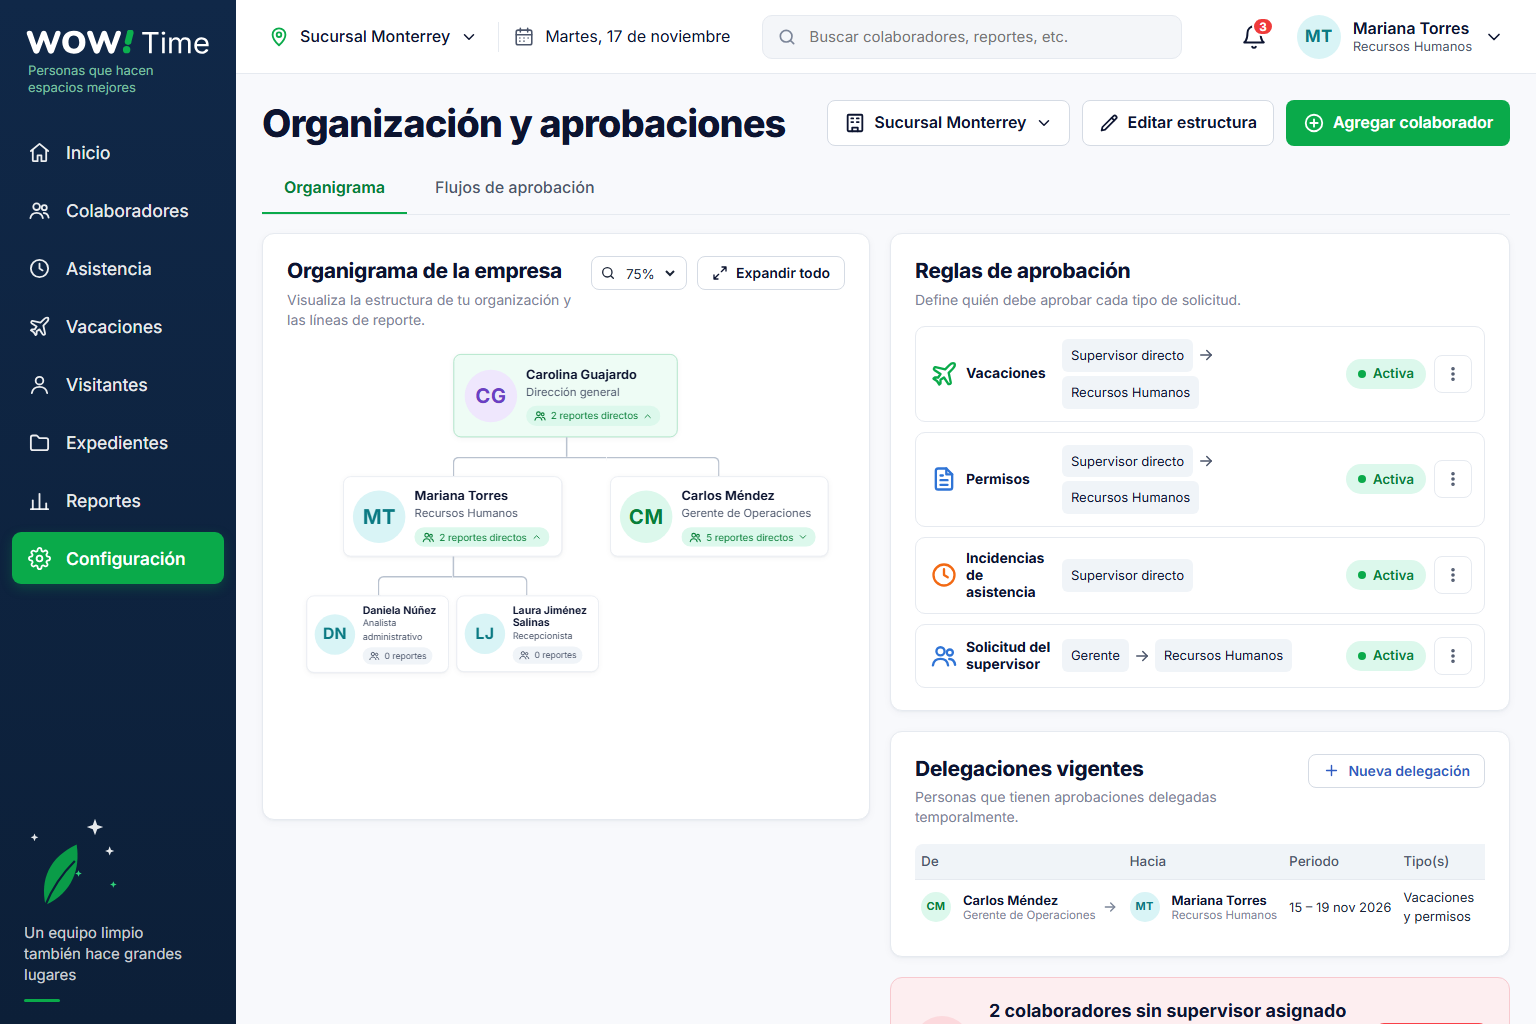 WOW! Time
Personas que hacen
espacios mejores
Inicio
Colaboradores
Asistencia
Vacaciones
Visitantes
Expedientes
Reportes
Configuración
Un equipo limpio
también hace grandes
lugares
Sucursal Monterrey
Martes, 17 de noviembre
Buscar colaboradores, reportes, etc.
3
MT
Mariana Torres
Recursos Humanos
Organización y aprobaciones
Sucursal Monterrey
Editar estructura
Agregar colaborador
Organigrama
Flujos de aprobación
Organigrama de la empresa
Visualiza la estructura de tu organización y
las líneas de reporte.
75%
Expandir todo
CG
Carolina Guajardo
Dirección general
2 reportes directos
MT
Mariana Torres
Recursos Humanos
2 reportes directos
CM
Carlos Méndez
Gerente de Operaciones
5 reportes directos
DN
Daniela Núñez
Analista
administrativo
0 reportes
LJ
Laura Jiménez
Salinas
Recepcionista
0 reportes
Reglas de aprobación
Define quién debe aprobar cada tipo de solicitud.
Vacaciones
Supervisor directo →
Recursos Humanos
Activa
Permisos
Supervisor directo →
Recursos Humanos
Activa
Incidencias
de
asistencia
Supervisor directo
Activa
Solicitud del
supervisor
Gerente → Recursos Humanos
Activa
Delegaciones vigentes
Personas que tienen aprobaciones delegadas
temporalmente.
+ Nueva delegación
De Hacia Periodo Tipo(s)
CM
Carlos Méndez
Gerente de Operaciones
→
MT
Mariana Torres
Recursos Humanos
15 – 19 nov 2026
Vacaciones
y permisos
2 colaboradores sin supervisor asignado